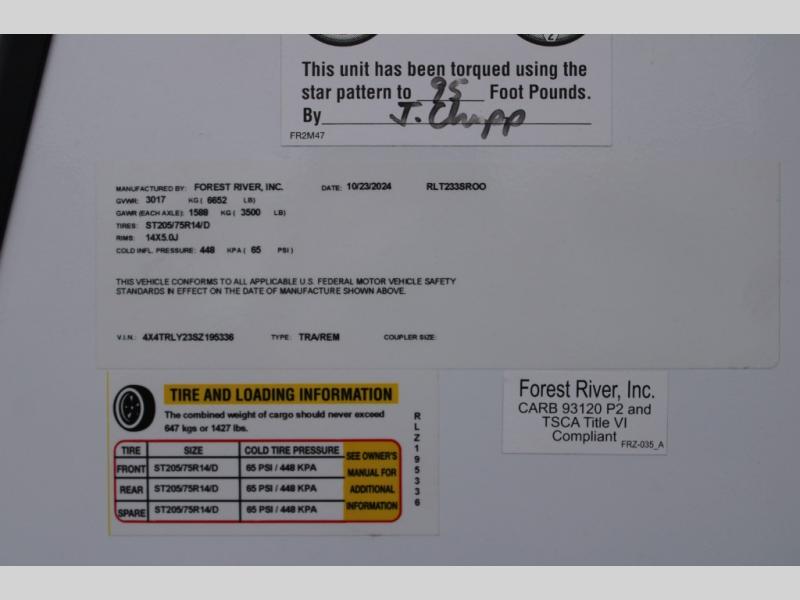 This unit has been torqued using the
star pattern to 95 Foot Pounds.
By J. Chupp
FR2M47
MANUFACTURED BY: FOREST RIVER, INC. DATE: 10/23/2024 RLT233SROO
GVWR: 3017 KG ( 6652 LB)
GAWR (EACH AXLE): 1588 KG ( 3500 LB)
TIRES: ST205/75R14/D
RIMS: 14X5.0J
COLD INFL. PRESSURE: 448 KPA ( 65 PSI )
THIS VEHICLE CONFORMS TO ALL APPLICABLE U.S. FEDERAL MOTOR VEHICLE SAFETY
STANDARDS IN EFFECT ON THE DATE OF MANUFACTURE SHOWN ABOVE.
V.I.N.: 4X4TRLY23SZ195336 TYPE: TRA/REM COUPLER SIZE:
TIRE AND LOADING INFORMATION
The combined weight of cargo should never exceed
647 kgs or 1427 lbs.
TIRE SIZE COLD TIRE PRESSURE
FRONT ST205/75R14/D 65 PSI / 448 KPA
REAR ST205/75R14/D 65 PSI / 448 KPA
SPARE ST205/75R14/D 65 PSI / 448 KPA
SEE OWNER'S
MANUAL FOR
ADDITIONAL
INFORMATION
RLZ195336
Forest River, Inc.
CARB 93120 P2 and
TSCA Title VI
Compliant
FRZ-035_A